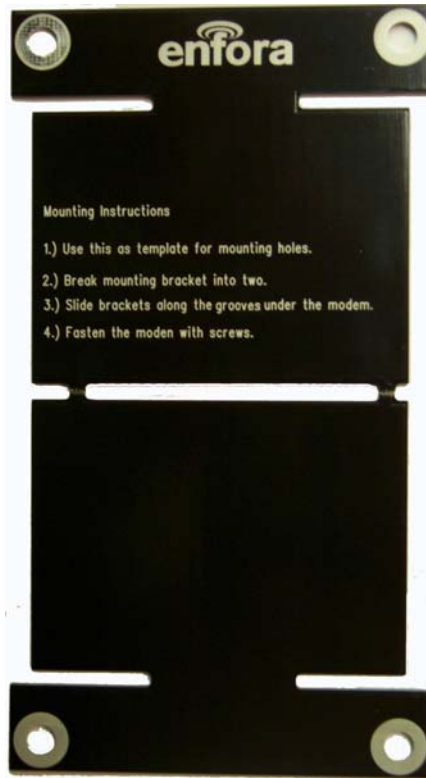 enfora
Mounting Instructions
1.) Use this as template for mounting holes.
2.) Break mounting bracket into two.
3.) Slide brackets along the grooves under the modem.
4.) Fasten the moden with screws.